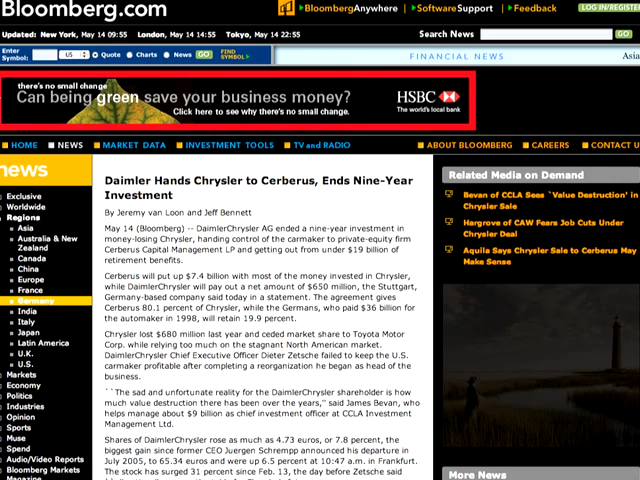 Bloomberg.com
BloombergAnywhere | Software Support | Feedback
LOG IN/REGISTER
Updated: New York, May 14 09:55 London, May 14 14:55 Tokyo, May 14 22:55
Search News GO
Enter Symbol: US Quote Charts News GO FIND SYMBOL
FINANCIAL NEWS
Asia
there's no small change
Can being green save your business money?
Click here to see why there's no small change.
HSBC
The world's local bank
HOME NEWS MARKET DATA INVESTMENT TOOLS TV and RADIO ABOUT BLOOMBERG CAREERS CONTACT U
news
Exclusive
Worldwide
Regions
Asia
Australia & New Zealand
Canada
China
Europe
France
Germany
India
Italy
Japan
Latin America
U.K.
U.S.
Markets
Economy
Politics
Industries
Opinion
Sports
Muse
Spend
Audio/Video Reports
Bloomberg Markets
Magazine
Daimler Hands Chrysler to Cerberus, Ends Nine-Year
Investment
By Jeremy van Loon and Jeff Bennett
May 14 (Bloomberg) -- DaimlerChrysler AG ended a nine-year investment in
money-losing Chrysler, handing control of the carmaker to private-equity firm
Cerberus Capital Management LP and getting out from under $19 billion of
retirement benefits.
Cerberus will put up $7.4 billion with most of the money invested in Chrysler,
while DaimlerChrysler will pay out a net amount of $650 million, the Stuttgart,
Germany-based company said today in a statement. The agreement gives
Cerberus 80.1 percent of Chrysler, while the Germans, who paid $36 billion for
the automaker in 1998, will retain 19.9 percent.
Chrysler lost $680 million last year and ceded market share to Toyota Motor
Corp. while relying too much on the stagnant North American market.
DaimlerChrysler Chief Executive Officer Dieter Zetsche failed to keep the U.S.
carmaker profitable after completing a reorganization he began as head of the
business.
``The sad and unfortunate reality for the DaimlerChrysler shareholder is how
much value destruction there has been over the years,'' said James Bevan, who
helps manage about $9 billion as chief investment officer at CCLA Investment
Management Ltd.
Shares of DaimlerChrysler rose as much as 4.73 euros, or 7.8 percent, the
biggest gain since former CEO Juergen Schrempp announced his departure in
July 2005, to 65.34 euros and were up 6.5 percent at 10:47 a.m. in Frankfurt.
The stock has surged 31 percent since Feb. 13, the day before Zetsche said
Related Media on Demand
Bevan of CCLA Sees `Value Destruction' in
Chrysler Sale
Hargrove of CAW Fears Job Cuts Under
Chrysler Deal
Aquila Says Chrysler Sale to Cerberus May
Make Sense
More News